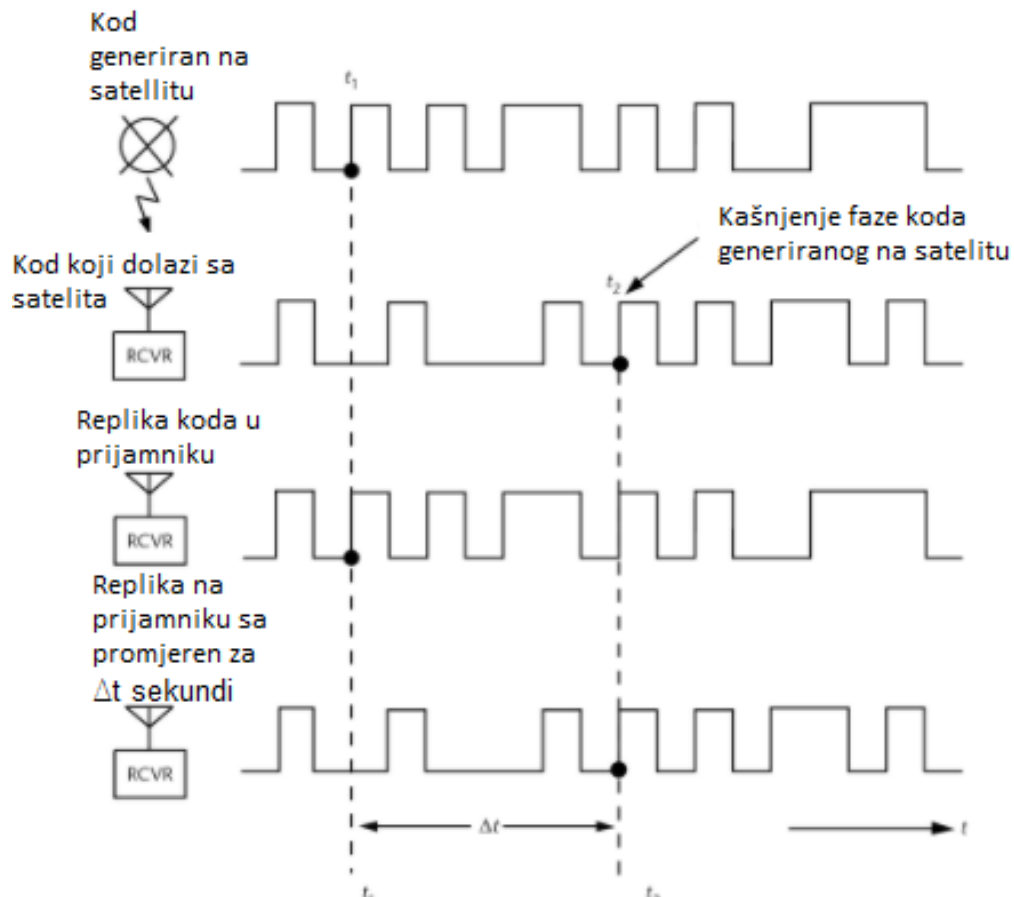 Kod
generiran na
satellitu
t₁
Kašnjenje faze koda
generiranog na satelitu
Kod koji dolazi sa
satelita
t₂
RCVR
Replika koda u
prijamniku
RCVR
Replika na
prijamniku sa
promjeren za
Δt sekundi
RCVR
Δt
t